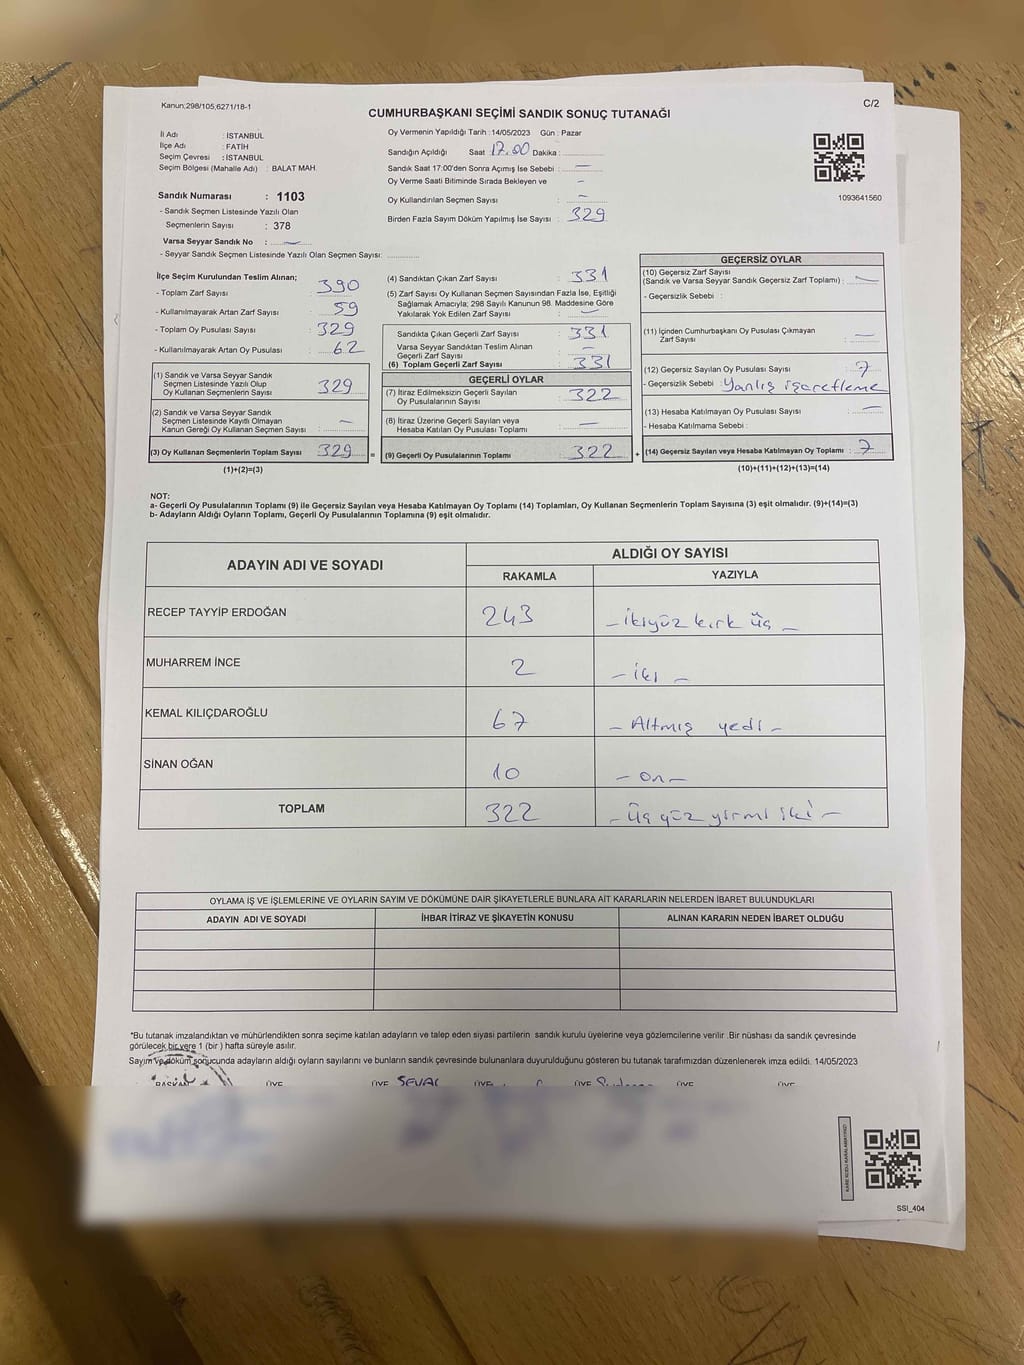 Kanun;298/105,6271/18-1
C/2
CUMHURBAŞKANI SEÇİMİ SANDIK SONUÇ TUTANAĞI
İl Adı : İSTANBUL
İlçe Adı : FATİH
Seçim Çevresi : İSTANBUL
Seçim Bölgesi (Mahalle Adı) : BALAT MAH.
Sandık Numarası : 1103
- Sandık Seçmen Listesinde Yazılı Olan
Seçmenlerin Sayısı : 378
Varsa Seyyar Sandık No : —
- Seyyar Sandık Seçmen Listesinde Yazılı Olan Seçmen Sayısı: ............
Oy Vermenin Yapıldığı Tarih : 14/05/2023 Gün : Pazar
Sandığın Açıldığı Saat 17.00 Dakika: ............
Sandık Saat 17:00'den Sonra Açımış İse Sebebi : —
Oy Verme Saati Bitiminde Sırada Bekleyen ve —
Oy Kullandırılan Seçmen Sayısı : —
Birden Fazla Sayım Döküm Yapılmış İse Sayısı : 329
1093641560
İlçe Seçim Kurulundan Teslim Alınan;
- Toplam Zarf Sayısı : 390
- Kullanılmayarak Artan Zarf Sayısı : 59
- Toplam Oy Pusulası Sayısı : 329
- Kullanılmayarak Artan Oy Pusulası : 62
(1) Sandık ve Varsa Seyyar Sandık
Seçmen Listesinde Yazılı Olup
Oy Kullanan Seçmenlerin Sayısı : 329
(2) Sandık ve Varsa Seyyar Sandık
Seçmen Listesinde Kayıtlı Olmayan
Kanun Gereği Oy Kullanan Seçmen Sayısı : —
(3) Oy Kullanan Seçmenlerin Toplam Sayısı : 329 =
(1)+(2)=(3)
(4) Sandıktan Çıkan Zarf Sayısı : 331
(5) Zarf Sayısı Oy Kullanan Seçmen Sayısından Fazla İse, Eşitliği
Sağlamak Amacıyla; 298 Sayılı Kanunun 98. Maddesine Göre
Yakılarak Yok Edilen Zarf Sayısı : —
Sandıkta Çıkan Geçerli Zarf Sayısı : 331
Varsa Seyyar Sandıktan Teslim Alınan
Geçerli Zarf Sayısı : —
(6) Toplam Geçerli Zarf Sayısı : 331
GEÇERLİ OYLAR
(7) İtiraz Edilmeksizin Geçerli Sayılan
Oy Pusulalarının Sayısı : 322
(8) İtiraz Üzerine Geçerli Sayılan veya
Hesaba Katılan Oy Pusulası Toplamı : —
(9) Geçerli Oy Pusulalarının Toplamı : 322 +
GEÇERSİZ OYLAR
(10) Geçersiz Zarf Sayısı
(Sandık ve Varsa Seyyar Sandık Geçersiz Zarf Toplamı) : —
- Geçersizlik Sebebi :
(11) İçinden Cumhurbaşkanı Oy Pusulası Çıkmayan
Zarf Sayısı : —
(12) Geçersiz Sayılan Oy Pusulası Sayısı : 7
- Geçersizlik Sebebi : Yanlış işaretleme
(13) Hesaba Katılmayan Oy Pusulası Sayısı : —
- Hesaba Katılmama Sebebi :
(14) Geçersiz Sayılan veya Hesaba Katılmayan Oy Toplamı : 7
(10)+(11)+(12)+(13)=(14)
NOT:
a- Geçerli Oy Pusulalarının Toplamı (9) ile Geçersiz Sayılan veya Hesaba Katılmayan Oy Toplamı (14) Toplamları, Oy Kullanan Seçmenlerin Toplam Sayısına (3) eşit olmalıdır. (9)+(14)=(3)
b- Adayların Aldığı Oyların Toplamı, Geçerli Oy Pusulalarının Toplamına (9) eşit olmalıdır.
ADAYIN ADI VE SOYADI
ALDIĞI OY SAYISI
RAKAMLA YAZIYLA
RECEP TAYYİP ERDOĞAN 243 – ikiyüz kırk üç –
MUHARREM İNCE 2 – iki –
KEMAL KILIÇDAROĞLU 67 – Altmış yedi –
SİNAN OĞAN 10 – on –
TOPLAM 322 – üç yüz yirmi iki –
OYLAMA İŞ VE İŞLEMLERİNE VE OYLARIN SAYIM VE DÖKÜMÜNE DAİR ŞİKAYETLERLE BUNLARA AİT KARARLARIN NELERDEN İBARET BULUNDUKLARI
ADAYIN ADI VE SOYADI İHBAR İTİRAZ VE ŞİKAYETİN KONUSU ALINAN KARARIN NEDEN İBARET OLDUĞU
*Bu tutanak imzalandıktan ve mühürlendikten sonra seçime katılan adayların ve talep eden siyasi partilerin sandık kurulu üyelerine veya gözlemcilerine verilir. Bir nüshası da sandık çevresinde
görülecek bir yere 1 (bir ) hafta süreyle asılır.
Sayım ve döküm sonucunda adayların aldığı oyların sayılarını ve bunların sandık çevresinde bulunanlara duyurulduğunu gösteren bu tutanak tarafımızdan düzenlenerek imza edildi. 14/05/2023
BAŞKAN ÜYE ÜYE ÜYE ÜYE ÜYE ÜYE
SSI_404